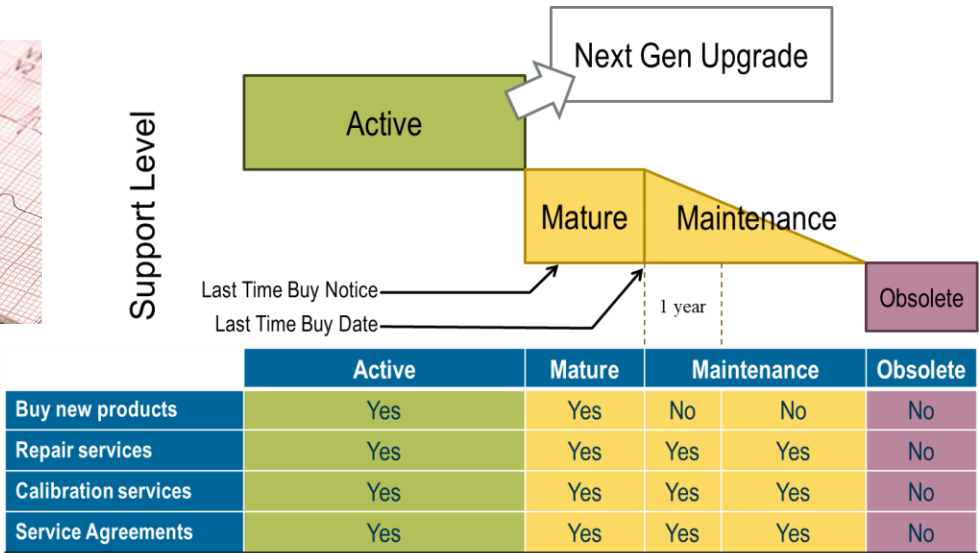 V1
V2
Next Gen Upgrade
Active
Support Level
Mature
Maintenance
Last Time Buy Notice
Last Time Buy Date
1 year
Obsolete
Active Mature Maintenance Obsolete
Buy new products Yes Yes No No No
Repair services Yes Yes Yes Yes No
Calibration services Yes Yes Yes Yes No
Service Agreements Yes Yes Yes Yes No